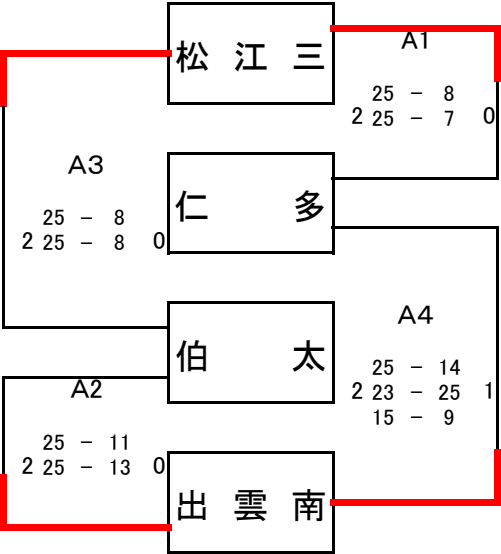 松江三
A1
25 － 8
2 25 － 7 0
A3
25 － 8
2 25 － 8 0
仁多
伯太
A4
25 － 14
2 23 － 25 1
15 － 9
A2
25 － 11
2 25 － 13 0
出雲南